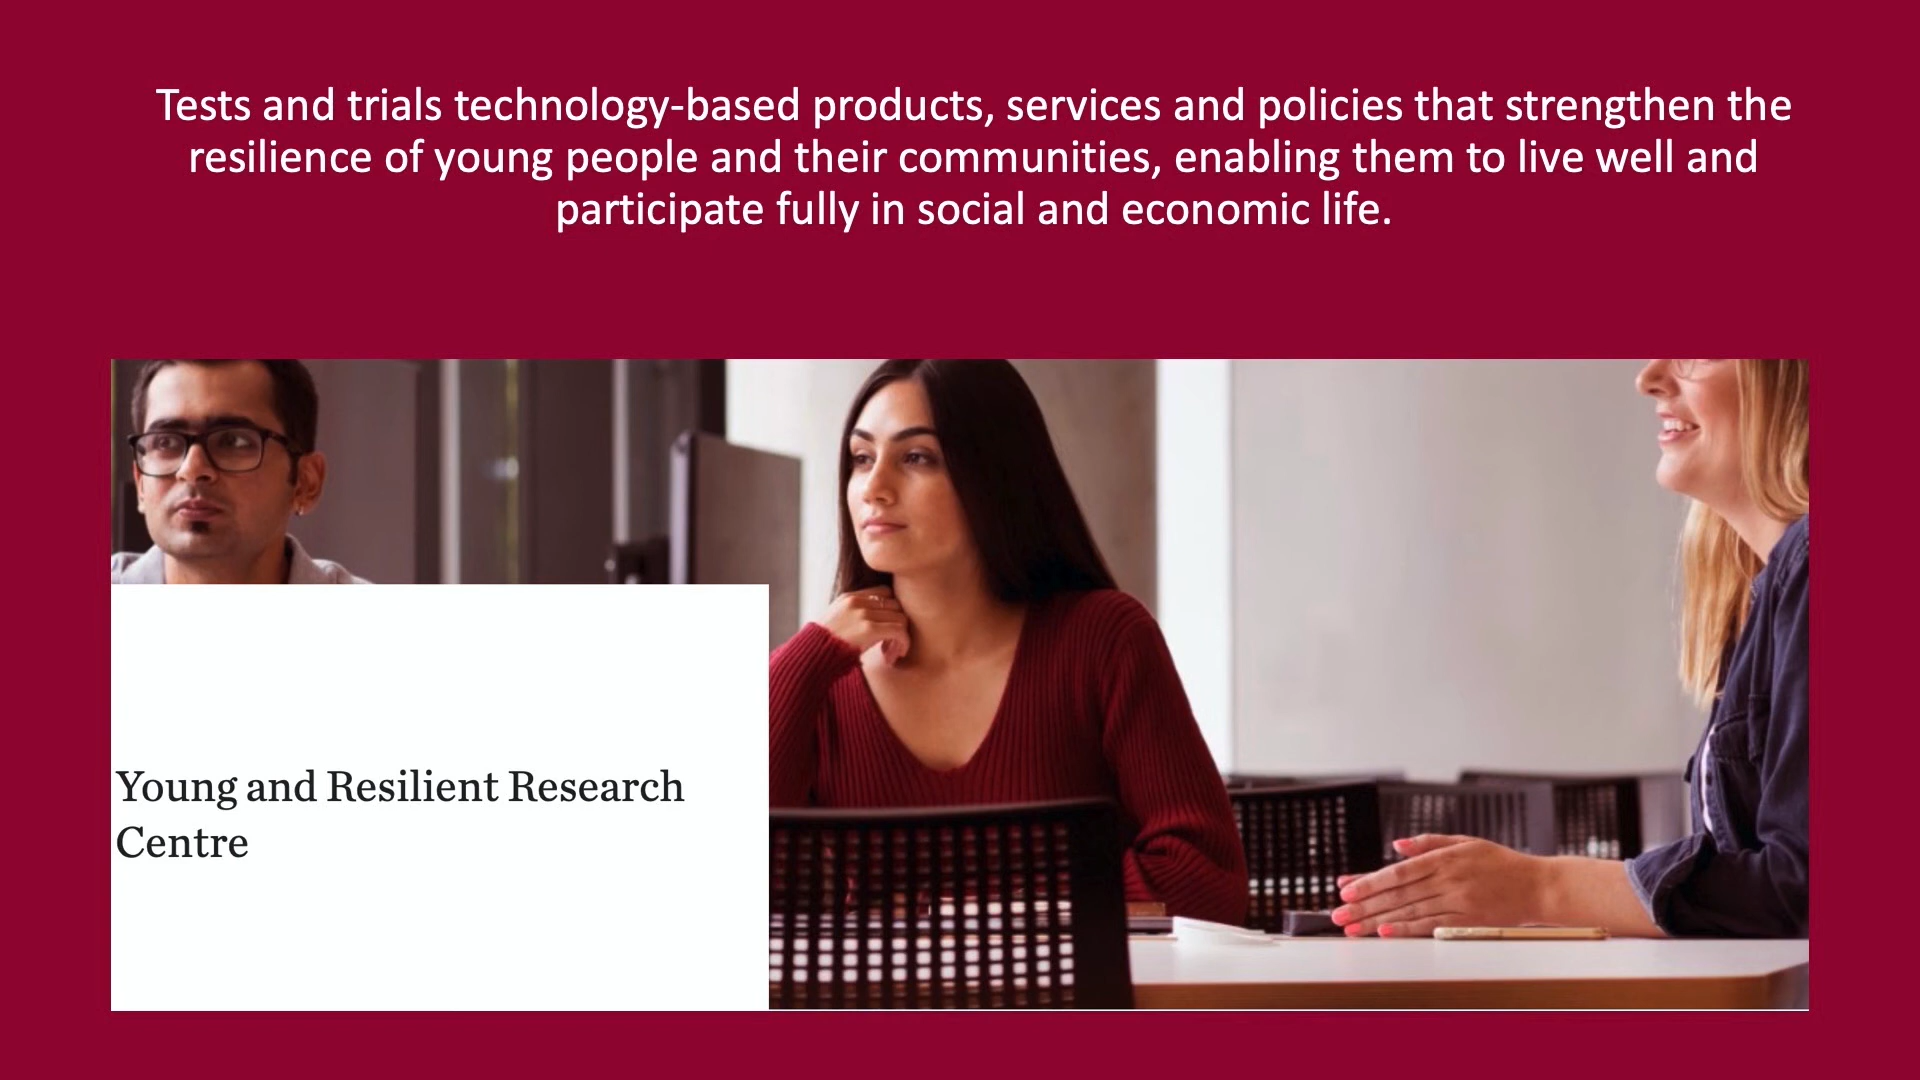 Tests and trials technology-based products, services and policies that strengthen the
resilience of young people and their communities, enabling them to live well and
participate fully in social and economic life.
Young and Resilient Research
Centre